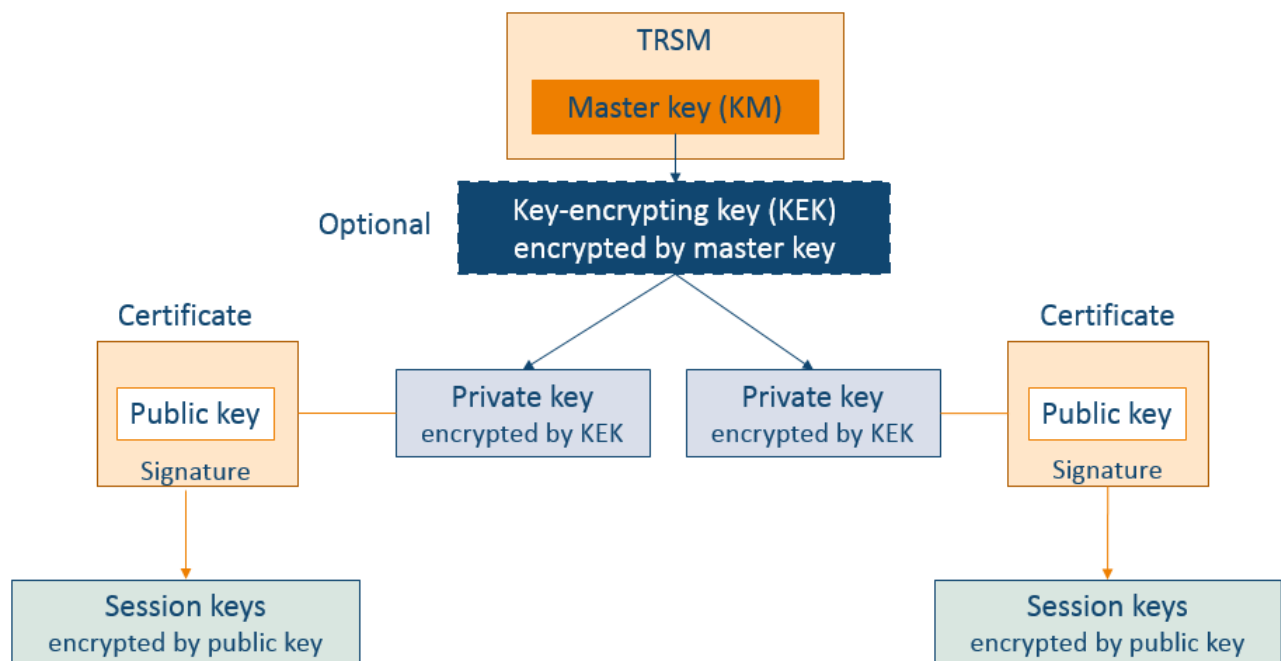 TRSM
Master key (KM)
Optional
Key-encrypting key (KEK)
encrypted by master key
Certificate
Certificate
Public key
Signature
Private key
encrypted by KEK
Private key
encrypted by KEK
Public key
Signature
Session keys
encrypted by public key
Session keys
encrypted by public key